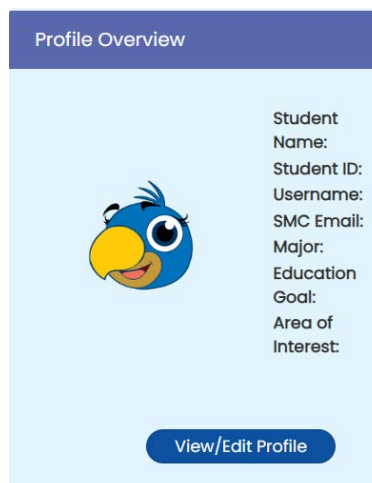 Profile Overview
Student
Name:
Student ID:
Username:
SMC Email:
Major:
Education
Goal:
Area of
Interest:
View/Edit Profile